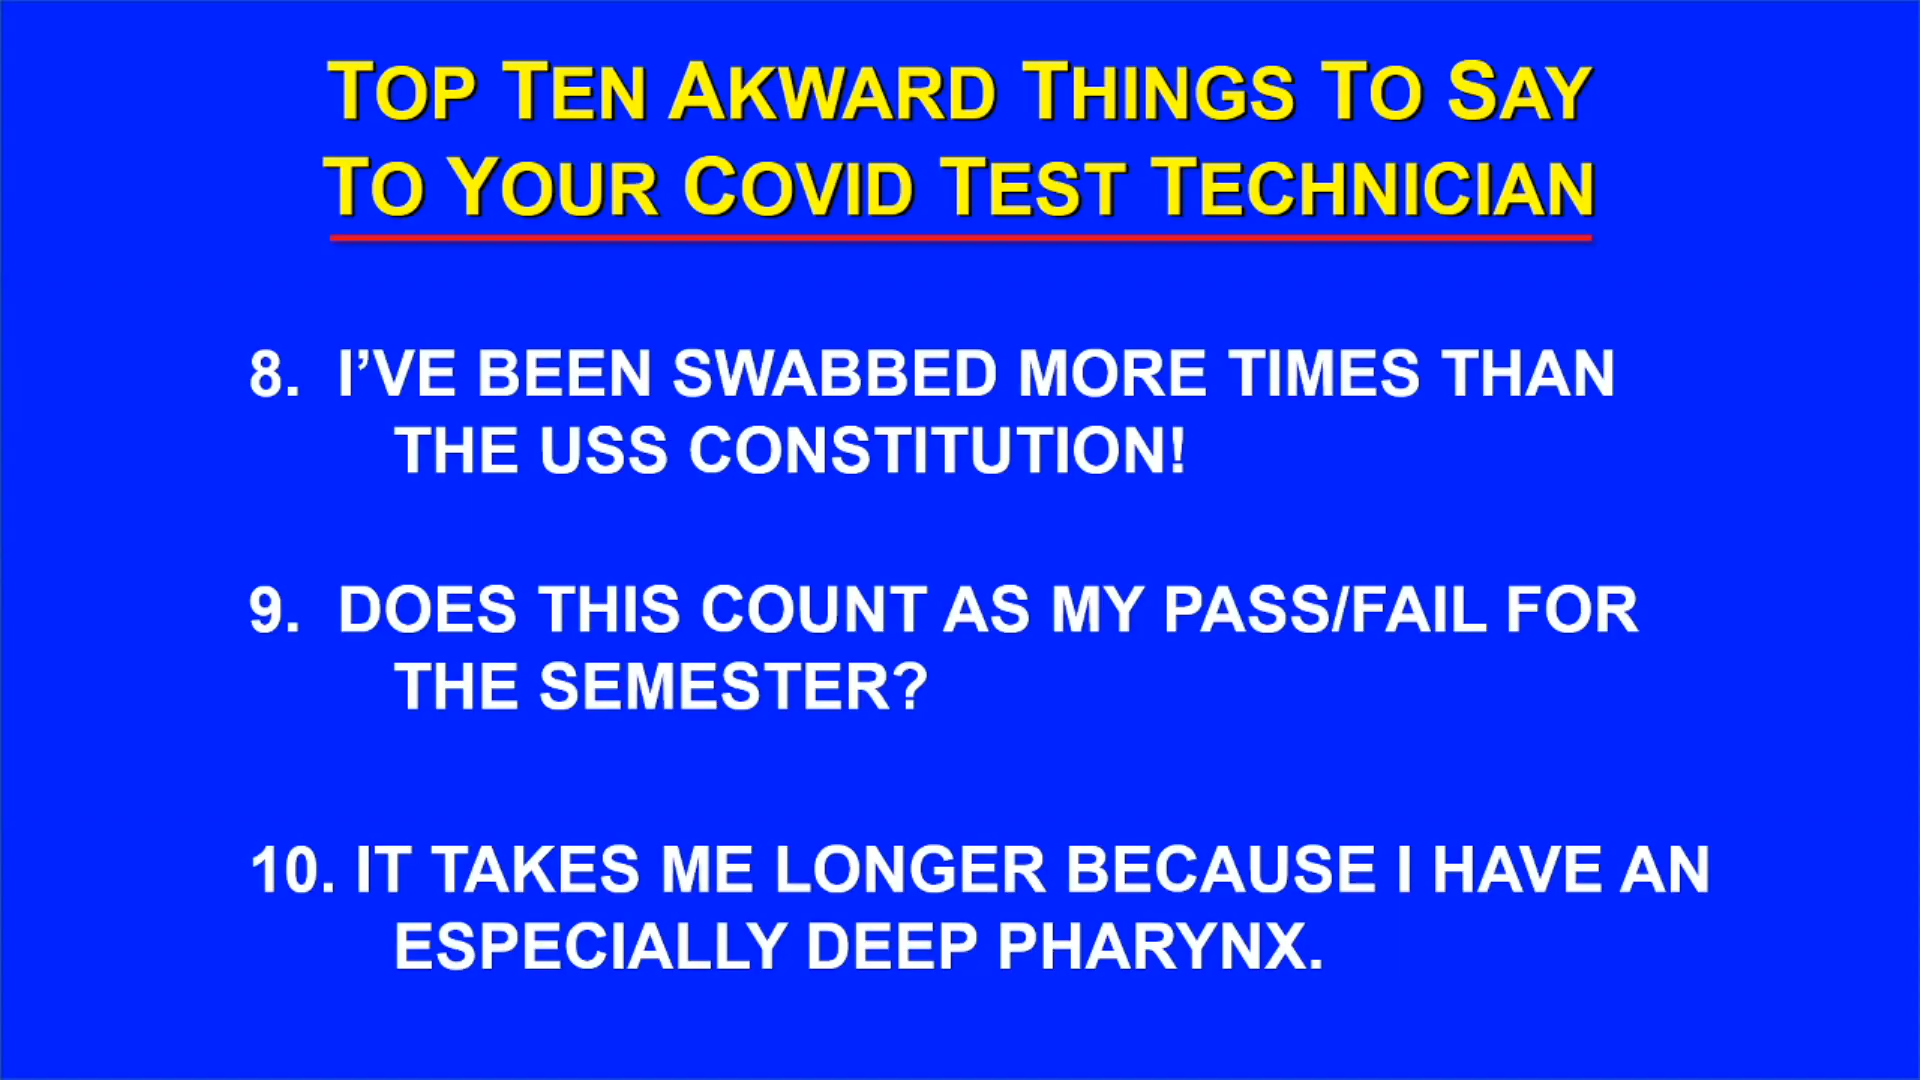 TOP TEN AKWARD THINGS TO SAY
TO YOUR COVID TEST TECHNICIAN
8. I’VE BEEN SWABBED MORE TIMES THAN
THE USS CONSTITUTION!
9. DOES THIS COUNT AS MY PASS/FAIL FOR
THE SEMESTER?
10. IT TAKES ME LONGER BECAUSE I HAVE AN
ESPECIALLY DEEP PHARYNX.